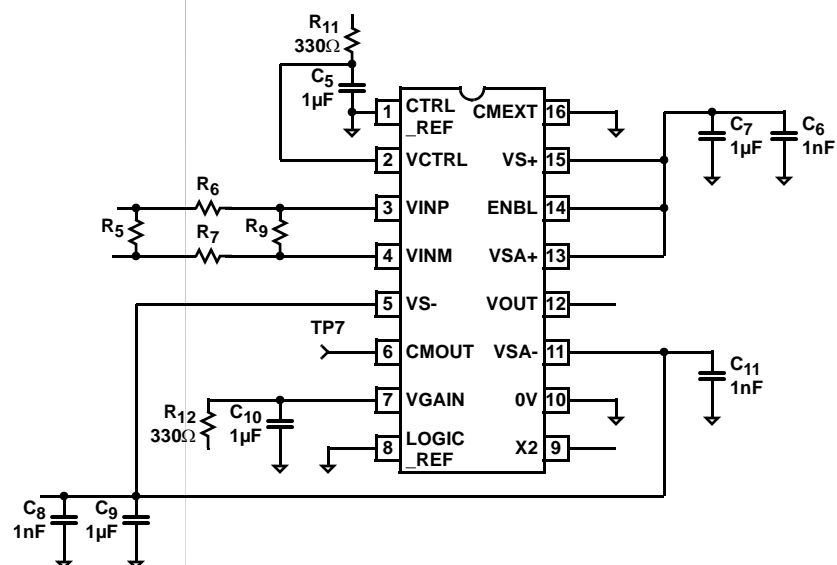 R11
330Ω
C5
1µF
1
CTRL
_REF
CMEXT
16
C7
1µF
C6
1nF
2
VCTRL
VS+
15
R6
3
VINP
ENBL
14
R5
R7
R9
4
VINM
VSA+
13
5
VS-
VOUT
12
TP7
6
CMOUT
VSA-
11
C11
1nF
R12
330Ω
C10
1µF
7
VGAIN
0V
10
8
LOGIC
_REF
X2
9
C8
1nF
C9
1µF